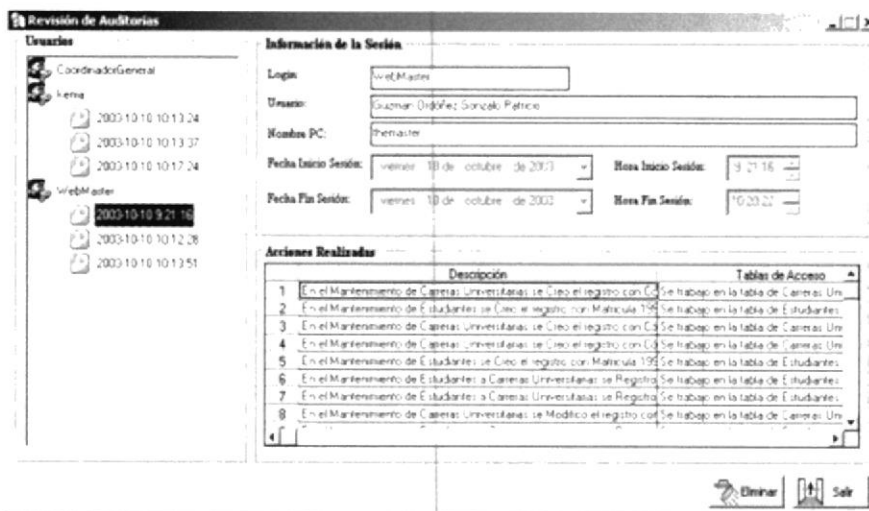 Revisión de Auditorías
Usuarios
CoordinadorGeneral
kenia
2003-10-10 10:13:24
2003-10-10 10:13:37
2003-10-10 10:17:24
WebMaster
2003-10-10 9:21:16
2003-10-10 10:12:28
2003-10-10 10:13:51
Información de la Sesión
Login: WebMaster
Usuario: Guzman Ordóñez Gonzalo Patricio
Nombre PC: themaster
Fecha Inicio Sesión: viernes 10 de octubre de 2003 Hora Inicio Sesión: 9:21:16
Fecha Fin Sesión: viernes 10 de octubre de 2003 Hora Fin Sesión: 10:20:22
Acciones Realizadas
Descripción Tablas de Acceso
1 En el Mantenimiento de Carreras Universitarias se Creo el registro con Có Se trabajo en la tabla de Carreras Uni
2 En el Mantenimiento de Estudiantes se Creo el registro con Matricula 199 Se trabajo en la tabla de Estudiantes
3 En el Mantenimiento de Carreras Universitarias se Creo el registro con Có Se trabajo en la tabla de Carreras Uni
4 En el Mantenimiento de Carreras Universitarias se Creo el registro con Có Se trabajo en la tabla de Carreras Uni
5 En el Mantenimiento de Estudiantes se Creo el registro con Matricula 199 Se trabajo en la tabla de Estudiantes
6 En el Mantenimiento de Estudiantes a Carreras Universitarias se Registro Se trabajo en la tabla de Estudiantes
7 En el Mantenimiento de Estudiantes a Carreras Universitarias se Registro Se trabajo en la tabla de Estudiantes
8 En el Mantenimiento de Carreras Universitarias se Modifico el registro con Se trabajo en la tabla de Carreras Uni
Eliminar Salir